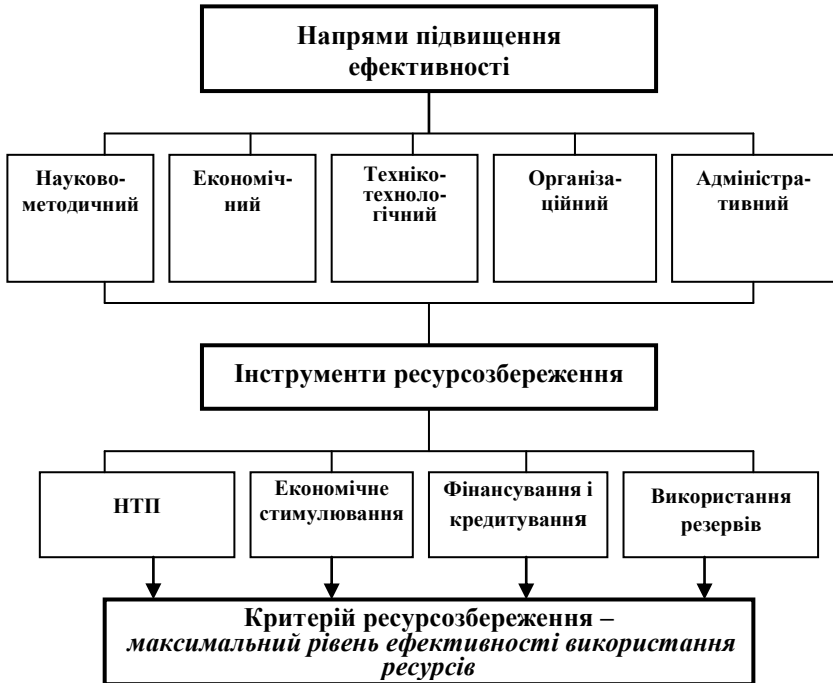 Напрями підвищення
ефективності
Науково-
методичний
Економіч-
ний
Техніко-
техноло-
гічний
Організа-
ційний
Адміністра-
тивний
Інструменти ресурсозбереження
НТП
Економічне
стимулювання
Фінансування і
кредитування
Використання
резервів
Критерій ресурсозбереження –
максимальний рівень ефективності використання
ресурсів